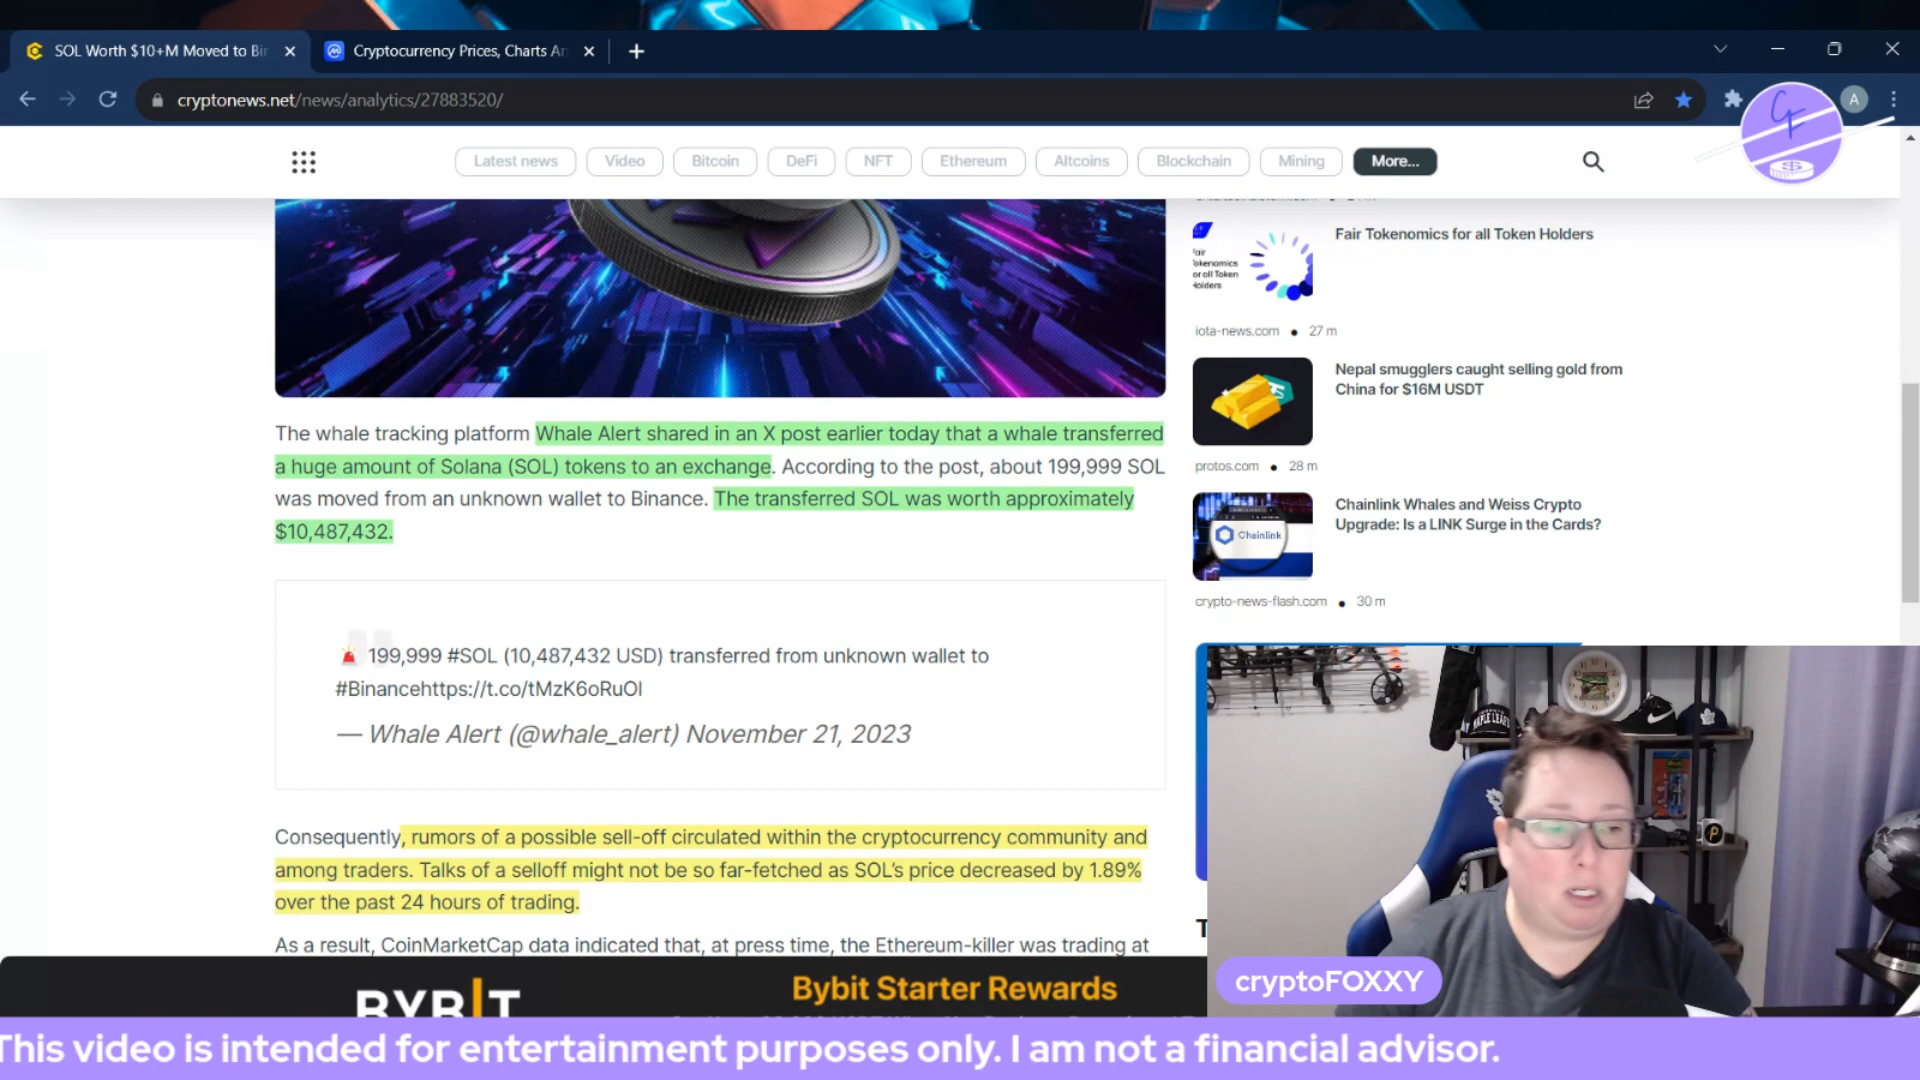 SOL Worth $10+M Moved to Bin
Cryptocurrency Prices, Charts An
cryptonews.net/news/analytics/27883520/
A
Latest news
Video
Bitcoin
DeFi
NFT
Ethereum
Altcoins
Blockchain
Mining
More...
Fair Tokenomics for all Token Holders
iota-news.com ● 27 m
Nepal smugglers caught selling gold from
China for $16M USDT
protos.com ● 28 m
Chainlink Whales and Weiss Crypto
Upgrade: Is a LINK Surge in the Cards?
Chainlink
crypto-news-flash.com ● 30 m
The whale tracking platform Whale Alert shared in an X post earlier today that a whale transferred
a huge amount of Solana (SOL) tokens to an exchange. According to the post, about 199,999 SOL
was moved from an unknown wallet to Binance. The transferred SOL was worth approximately
$10,487,432.
🚨 199,999 #SOL (10,487,432 USD) transferred from unknown wallet to
#Binancehttps://t.co/tMzK6oRuOl
— Whale Alert (@whale_alert) November 21, 2023
Consequently, rumors of a possible sell-off circulated within the cryptocurrency community and
among traders. Talks of a selloff might not be so far-fetched as SOL's price decreased by 1.89%
over the past 24 hours of trading.
As a result, CoinMarketCap data indicated that, at press time, the Ethereum-killer was trading at
BYBIT
Bybit Starter Rewards
cryptoFOXXY
This video is intended for entertainment purposes only. I am not a financial advisor.